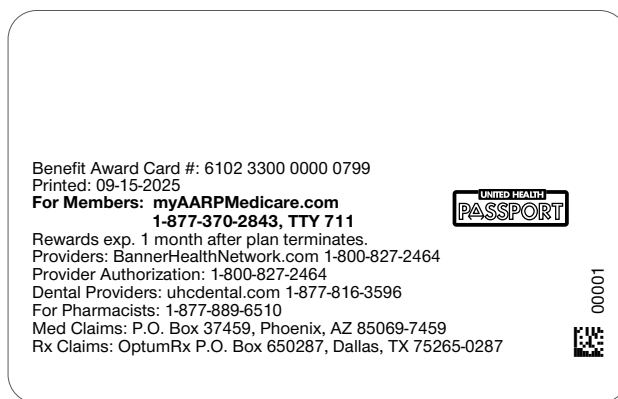 Benefit Award Card #: 6102 3300 0000 0799
Printed: 09-15-2025
For Members: myAARPMedicare.com
1-877-370-2843, TTY 711
UNITED HEALTH
PASSPORT
Rewards exp. 1 month after plan terminates.
Providers: BannerHealthNetwork.com 1-800-827-2464
Provider Authorization: 1-800-827-2464
Dental Providers: uhcdental.com 1-877-816-3596
For Pharmacists: 1-877-889-6510
Med Claims: P.O. Box 37459, Phoenix, AZ 85069-7459
Rx Claims: OptumRx P.O. Box 650287, Dallas, TX 75265-0287
00001